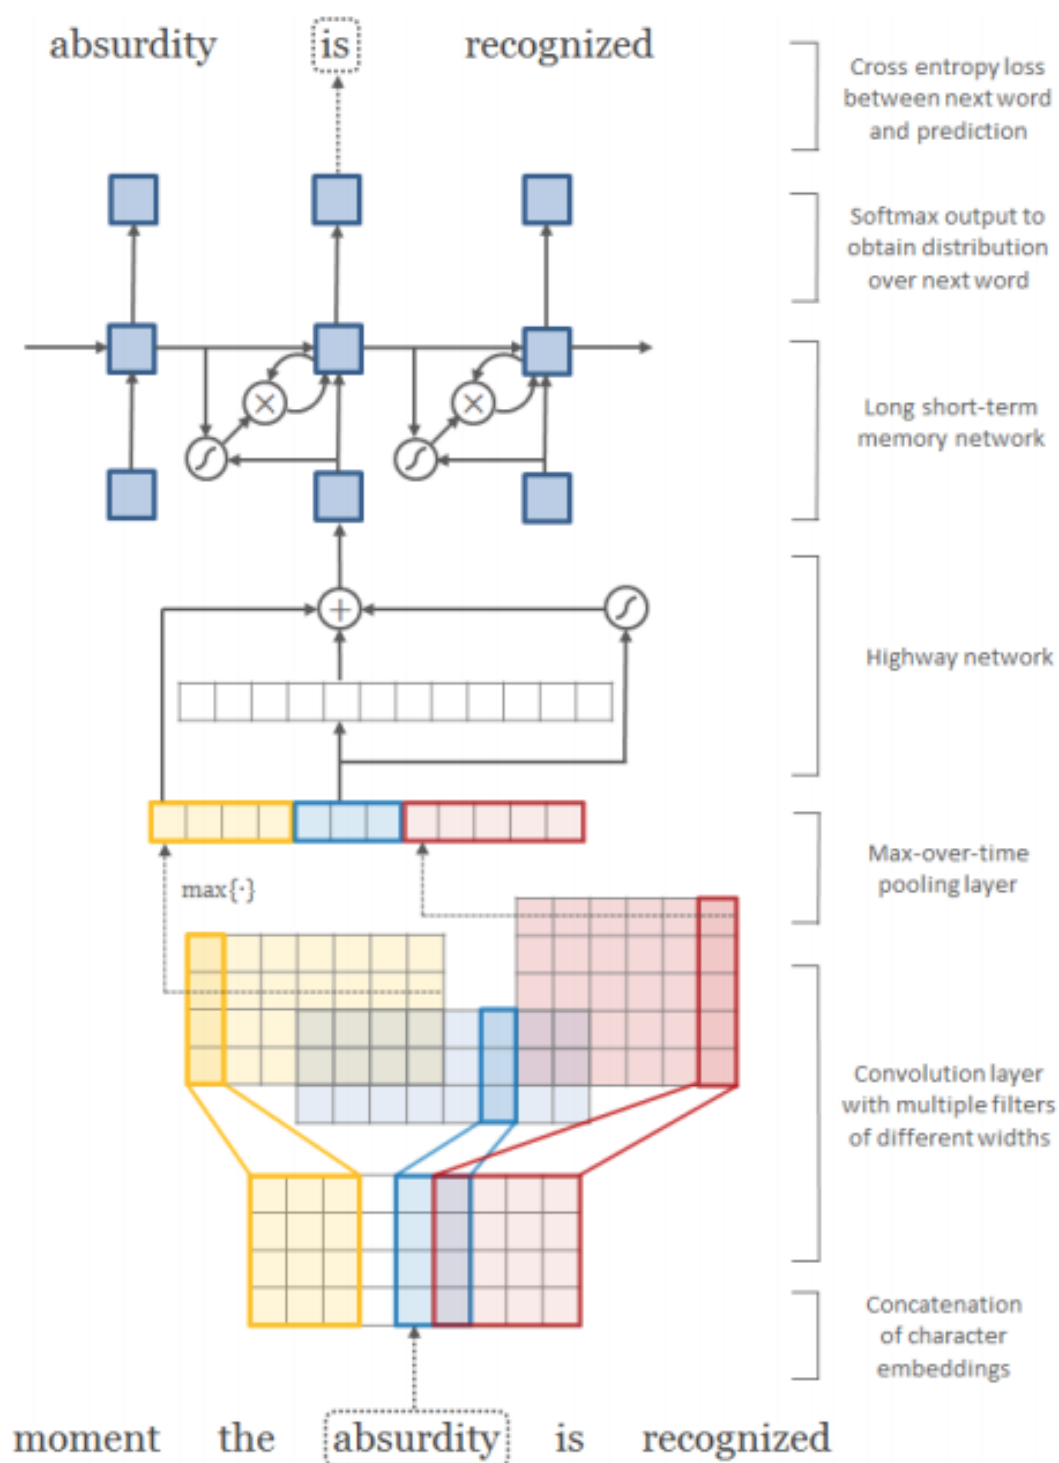 absurdity is recognized
Cross entropy loss
between next word
and prediction
Softmax output to
obtain distribution
over next word
Long short-term
memory network
Highway network
Max-over-time
pooling layer
max{·}
Convolution layer
with multiple filters
of different widths
Concatenation
of character
embeddings
moment the absurdity is recognized